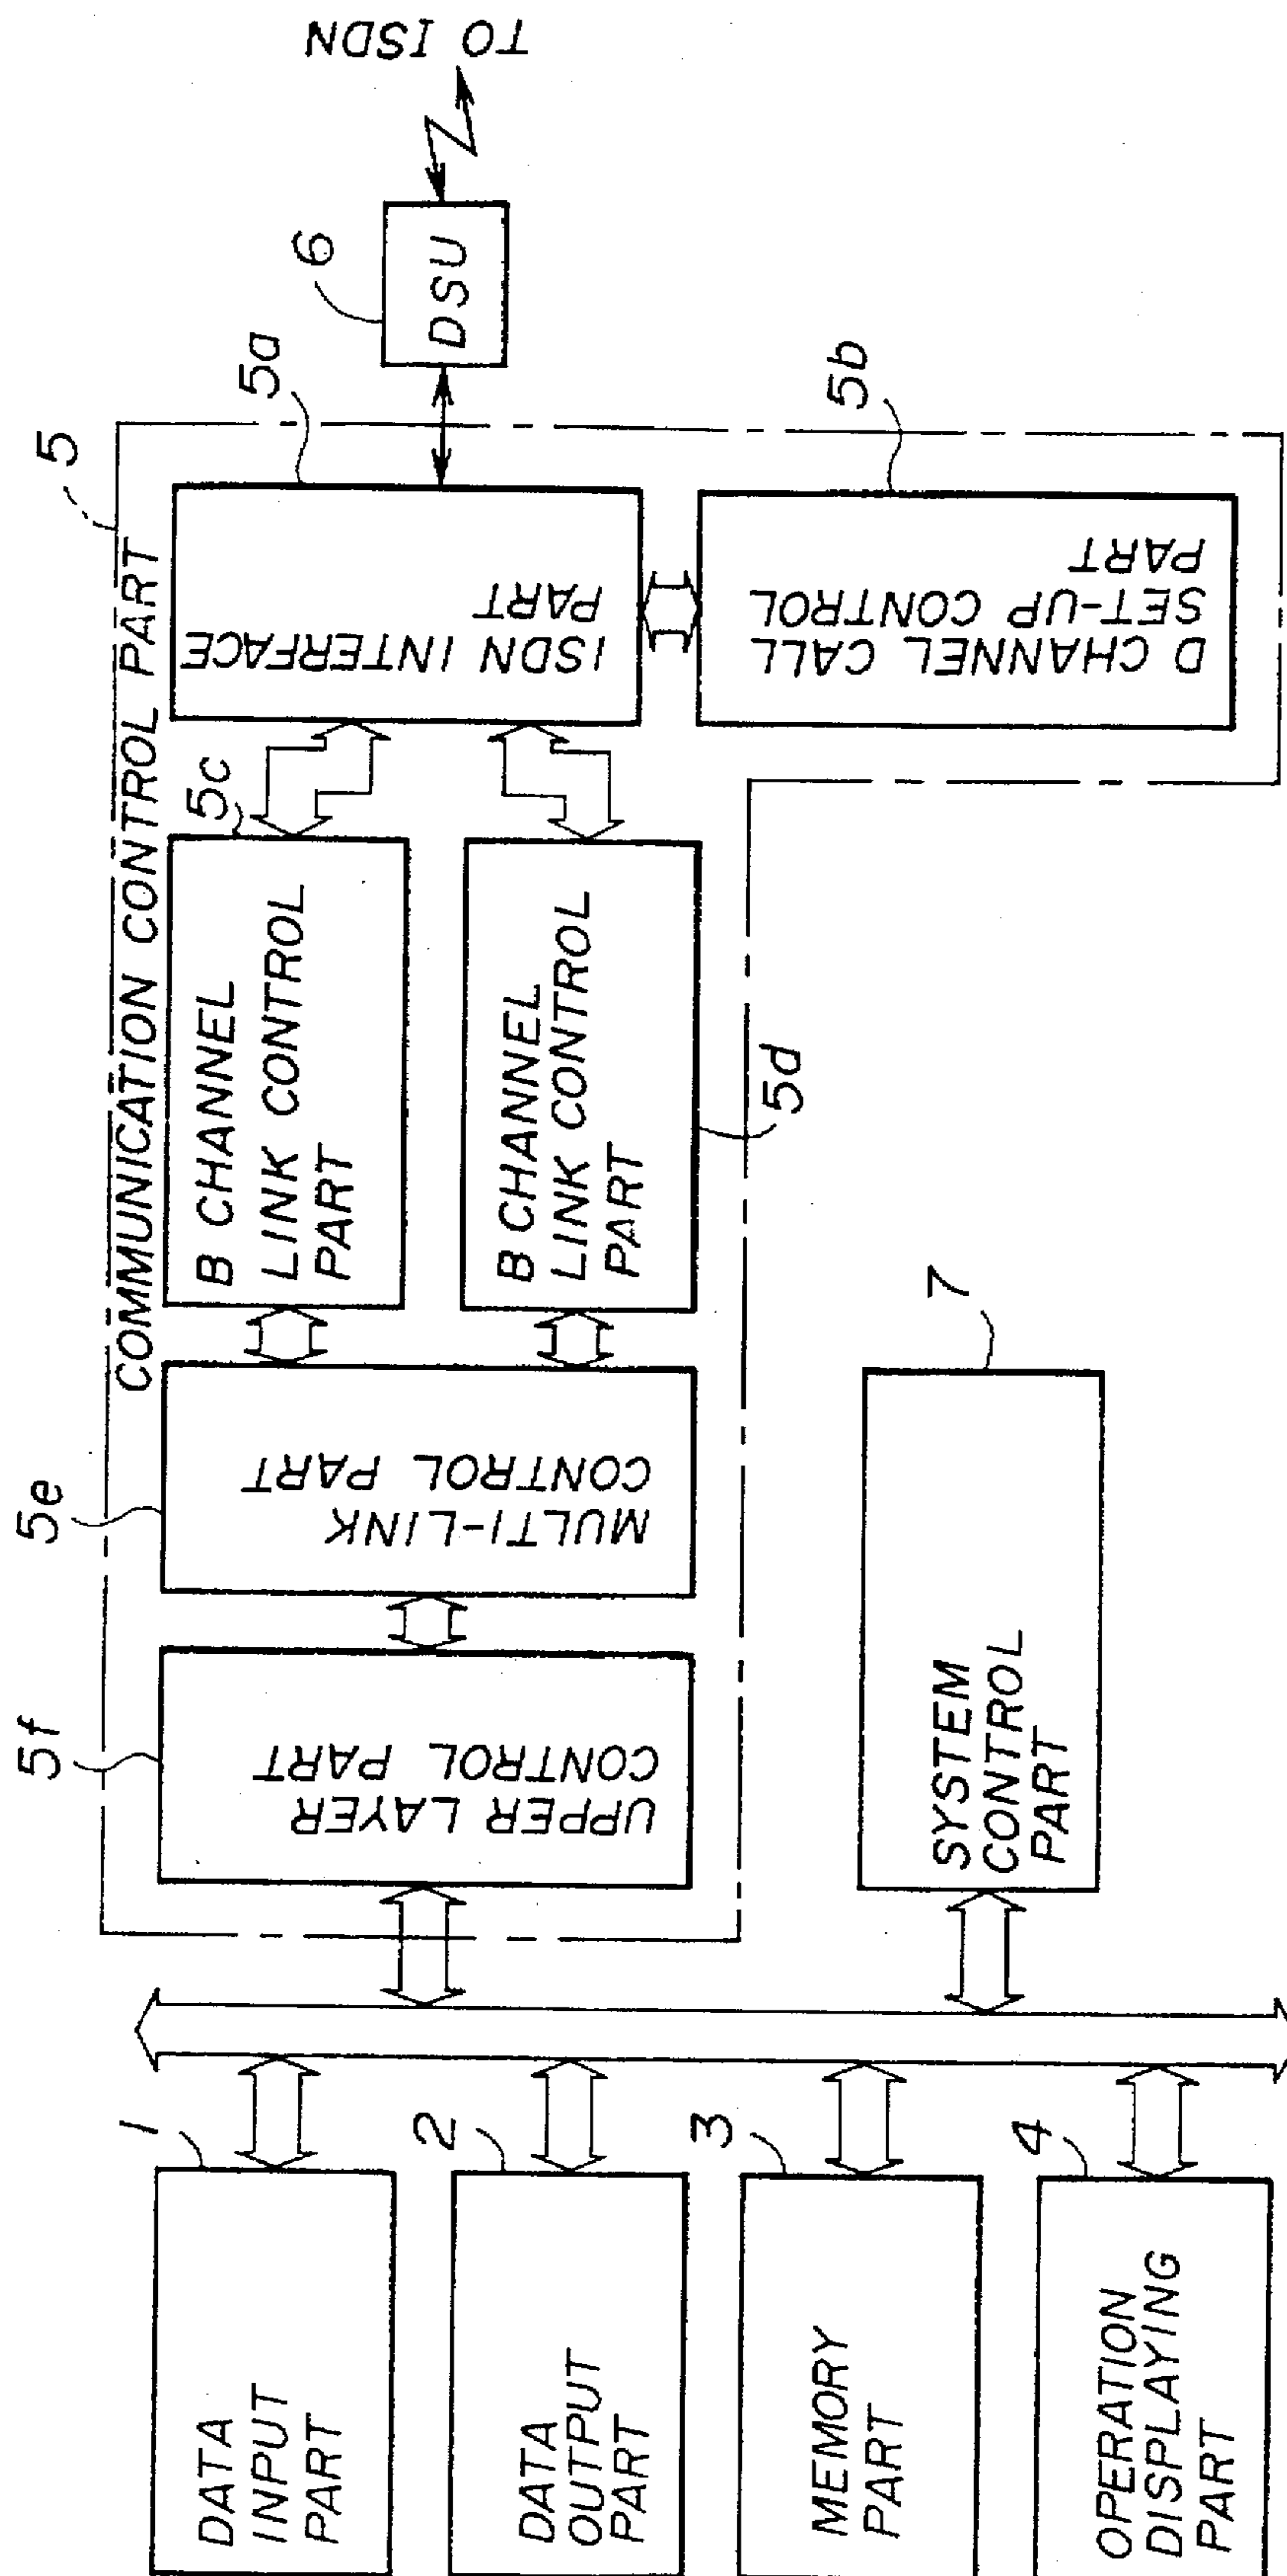 5
COMMUNICATION CONTROL PART
5f
UPPER LAYER
CONTROL PART
5e
MULTI-LINK
CONTROL PART
5c
B CHANNEL
LINK CONTROL
PART
B CHANNEL
LINK CONTROL
PART
5d
5a
ISDN INTERFACE
PART
5b
D CHANNEL CALL
SET-UP CONTROL
PART
6
DSU
TO ISDN
1
DATA
INPUT
PART
2
DATA
OUTPUT
PART
3
MEMORY
PART
4
OPERATION
DISPLAYING
PART
7
SYSTEM
CONTROL
PART